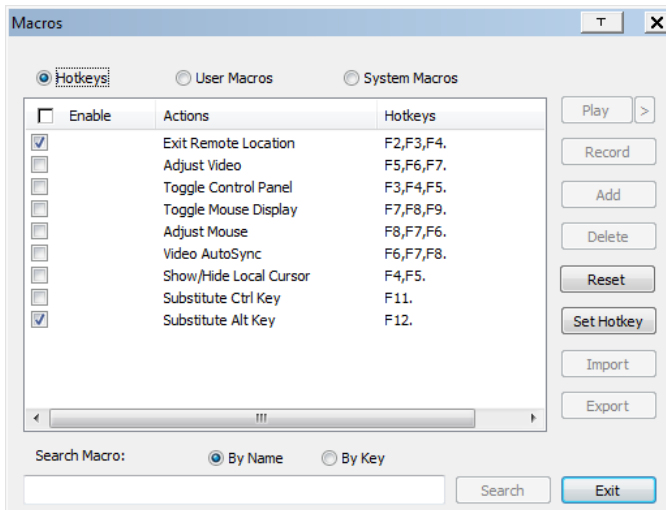 Macros T X
Hotkeys User Macros System Macros
Enable Actions Hotkeys Play >
Exit Remote Location F2,F3,F4.
Adjust Video F5,F6,F7. Record
Toggle Control Panel F3,F4,F5.
Toggle Mouse Display F7,F8,F9. Add
Adjust Mouse F8,F7,F6. Delete
Video AutoSync F6,F7,F8.
Show/Hide Local Cursor F4,F5. Reset
Substitute Ctrl Key F11.
Substitute Alt Key F12. Set Hotkey
Import
Export
Search Macro: By Name By Key
Search Exit